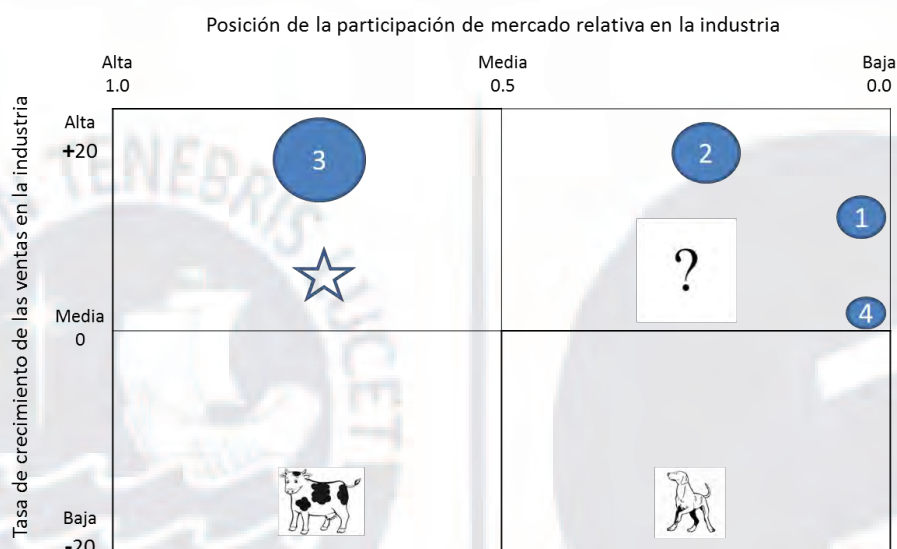 Posición de la participación de mercado relativa en la industria
Alta
1.0
Media
0.5
Baja
0.0
Tasa de crecimiento de las ventas en la industria
Alta
+20
3
2
1
?
4
Media
0
Baja
-20
TENEBRIS